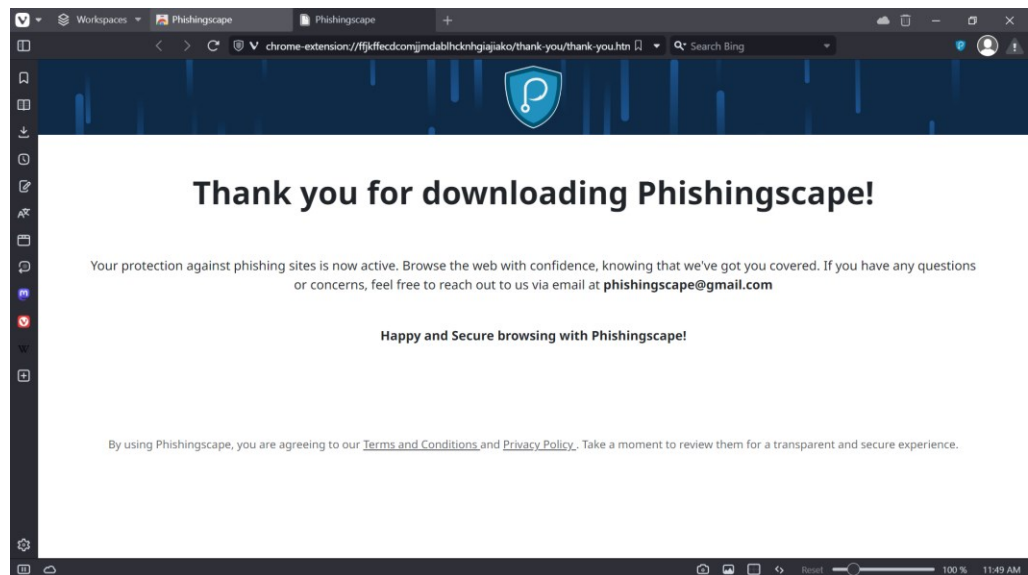 Workspaces
Phishingscape
Phishingscape
chrome-extension://ffjkffecdcomjjmdablhcknhgiajiako/thank-you/thank-you.htn
Search Bing
Thank you for downloading Phishingscape!
Your protection against phishing sites is now active. Browse the web with confidence, knowing that we've got you covered. If you have any questions
or concerns, feel free to reach out to us via email at phishingscape@gmail.com
Happy and Secure browsing with Phishingscape!
By using Phishingscape, you are agreeing to our Terms and Conditions and Privacy Policy . Take a moment to review them for a transparent and secure experience.
Reset
100 %
11:49 AM